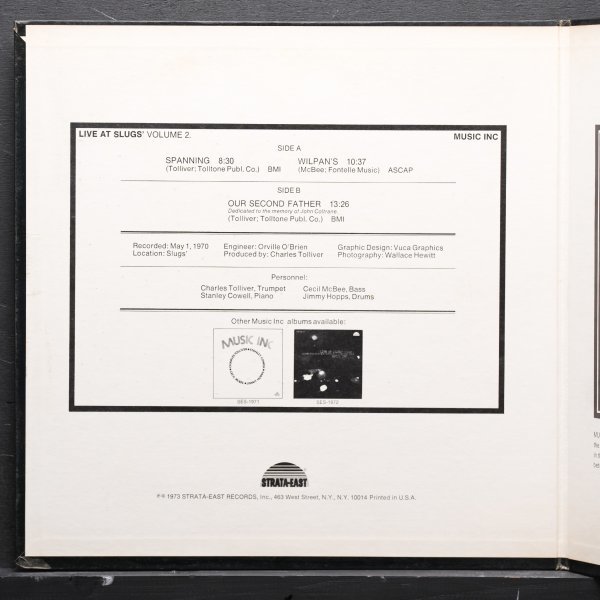 LIVE AT SLUGS' VOLUME 2. MUSIC INC
SIDE A
SPANNING 8:30 WILPAN'S 10:37
(Tolliver; Tolltone Publ. Co.) BMI (McBee; Fontelle Music) ASCAP
SIDE B
OUR SECOND FATHER 13:26
Dedicated to the memory of John Coltrane.
(Tolliver; Tolltone Publ. Co.) BMI
Recorded: May 1, 1970 Engineer: Orville O'Brien Graphic Design: Vuca Graphics
Location: Slugs' Produced by: Charles Tolliver Photography: Wallace Hewitt
Personnel:
Charles Tolliver, Trumpet Cecil McBee, Bass
Stanley Cowell, Piano Jimmy Hopps, Drums
Other Music Inc albums available:
MUSIC INC
SES-1971 SES-1972
STRATA-EAST
℗© 1973 STRATA-EAST RECORDS, Inc., 463 West Street, N.Y., N.Y. 10014 Printed in U.S.A.